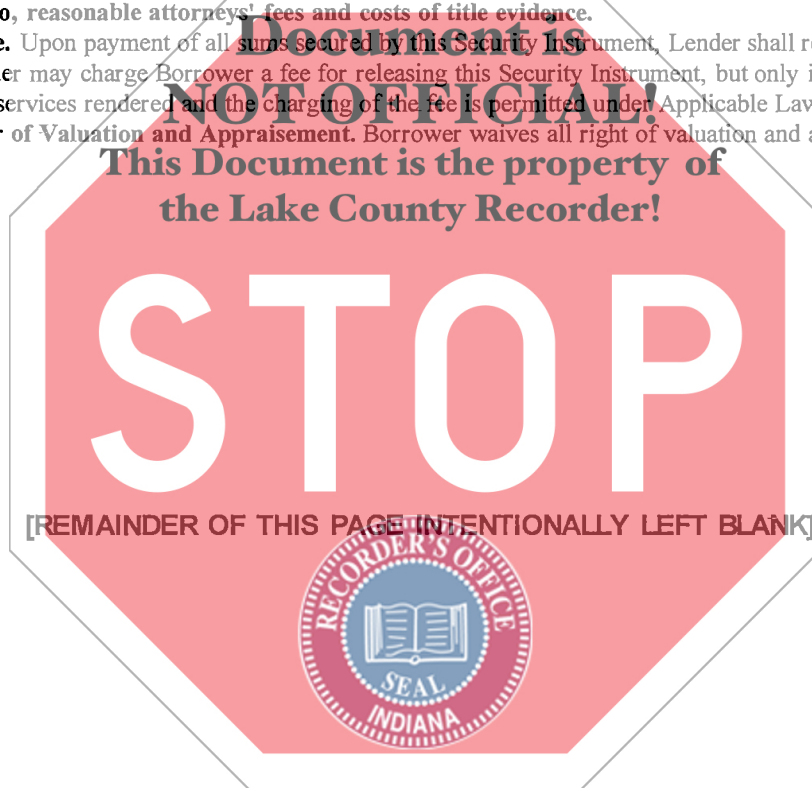 o, reasonable attorneys' fees and costs of title evidence.
Document is
e. Upon payment of all sums secured by this Security Instrument, Lender shall r
er may charge Borrower a fee for releasing this Security Instrument, but only i
NOT OFFICIAL!
services rendered and the charging of the fee is permitted under Applicable Law
r of Valuation and Appraisement. Borrower waives all right of valuation and a
This Document is the property of
the Lake County Recorder!
STOP
[REMAINDER OF THIS PAGE INTENTIONALLY LEFT BLANK]
RECORDER'S OFFICE
SEAL
INDIANA